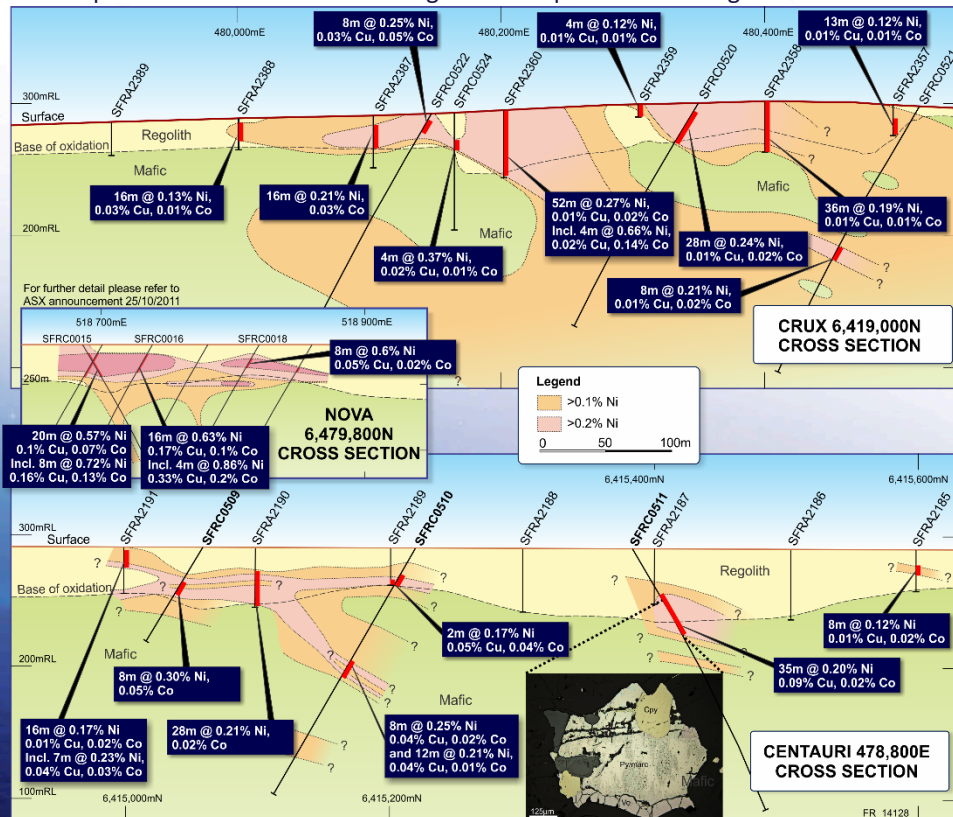 8m @ 0.25% Ni,
0.03% Cu, 0.05% Co
4m @ 0.12% Ni,
0.01% Cu, 0.01% Co
13m @ 0.12% Ni,
0.01% Cu, 0.01% Co
480,000mE
480,200mE
480,400mE
SFRA2389
SFRA2388
SFRA2387
SFRC0522
SFRC0524
SFRA2360
SFRA2359
SFRC0520
SFRA2358
SFRA2357
SFRC0521
300mRL
Surface
Regolith
Base of oxidation
Mafic
?
?
Mafic
16m @ 0.13% Ni,
0.03% Cu, 0.01% Co
16m @ 0.21% Ni,
0.03% Co
52m @ 0.27% Ni,
0.01% Cu, 0.02% Co
Incl. 4m @ 0.66% Ni,
0.02% Cu, 0.14% Co
36m @ 0.19% Ni,
0.01% Cu, 0.01% Co
200mRL
Mafic
4m @ 0.37% Ni,
0.02% Cu, 0.01% Co
28m @ 0.24% Ni,
0.01% Cu, 0.02% Co
8m @ 0.21% Ni,
0.01% Cu, 0.02% Co
?
?
?
CRUX 6,419,000N
CROSS SECTION
For further detail please refer to
ASX announcement 25/10/2011
518 700mE
518 900mE
SFRC0015
SFRC0016
SFRC0018
8m @ 0.6% Ni
0.05% Cu, 0.02% Co
250m
NOVA
6,479,800N
CROSS SECTION
20m @ 0.57% Ni
0.1% Cu, 0.07% Co
Incl. 8m @ 0.72% Ni
0.16% Cu, 0.13% Co
16m @ 0.63% Ni
0.17% Cu, 0.1% Co
Incl. 4m @ 0.86% Ni
0.33% Cu, 0.2% Co
Legend
>0.1% Ni
>0.2% Ni
0 50 100m
6,415,400mN
6,415,600mN
SFRA2191
SFRC0509
SFRA2190
SFRA2189
SFRC0510
SFRA2188
SFRC0511
SFRA2187
SFRA2186
SFRA2185
300mRL
Surface
Regolith
Base of oxidation
?
?
?
?
?
?
?
?
?
2m @ 0.17% Ni
0.05% Cu, 0.04% Co
8m @ 0.12% Ni
0.01% Cu, 0.02% Co
Mafic
200mRL
8m @ 0.30% Ni,
0.05% Co
35m @ 0.20% Ni
0.09% Cu, 0.02% Co
?
?
Mafic
16m @ 0.17% Ni
0.01% Cu, 0.02% Co
Incl. 7m @ 0.23% Ni,
0.04% Cu, 0.03% Co
28m @ 0.21% Ni,
0.02% Co
8m @ 0.25% Ni
0.04% Cu, 0.02% Co
and 12m @ 0.21% Ni,
0.04% Cu, 0.01% Co
?
Cpy
Py/marc
Vo
Mafic
125µm
CENTAURI 478,800E
CROSS SECTION
100mRL
6,415,000mN
6,415,200mN
FR_14128